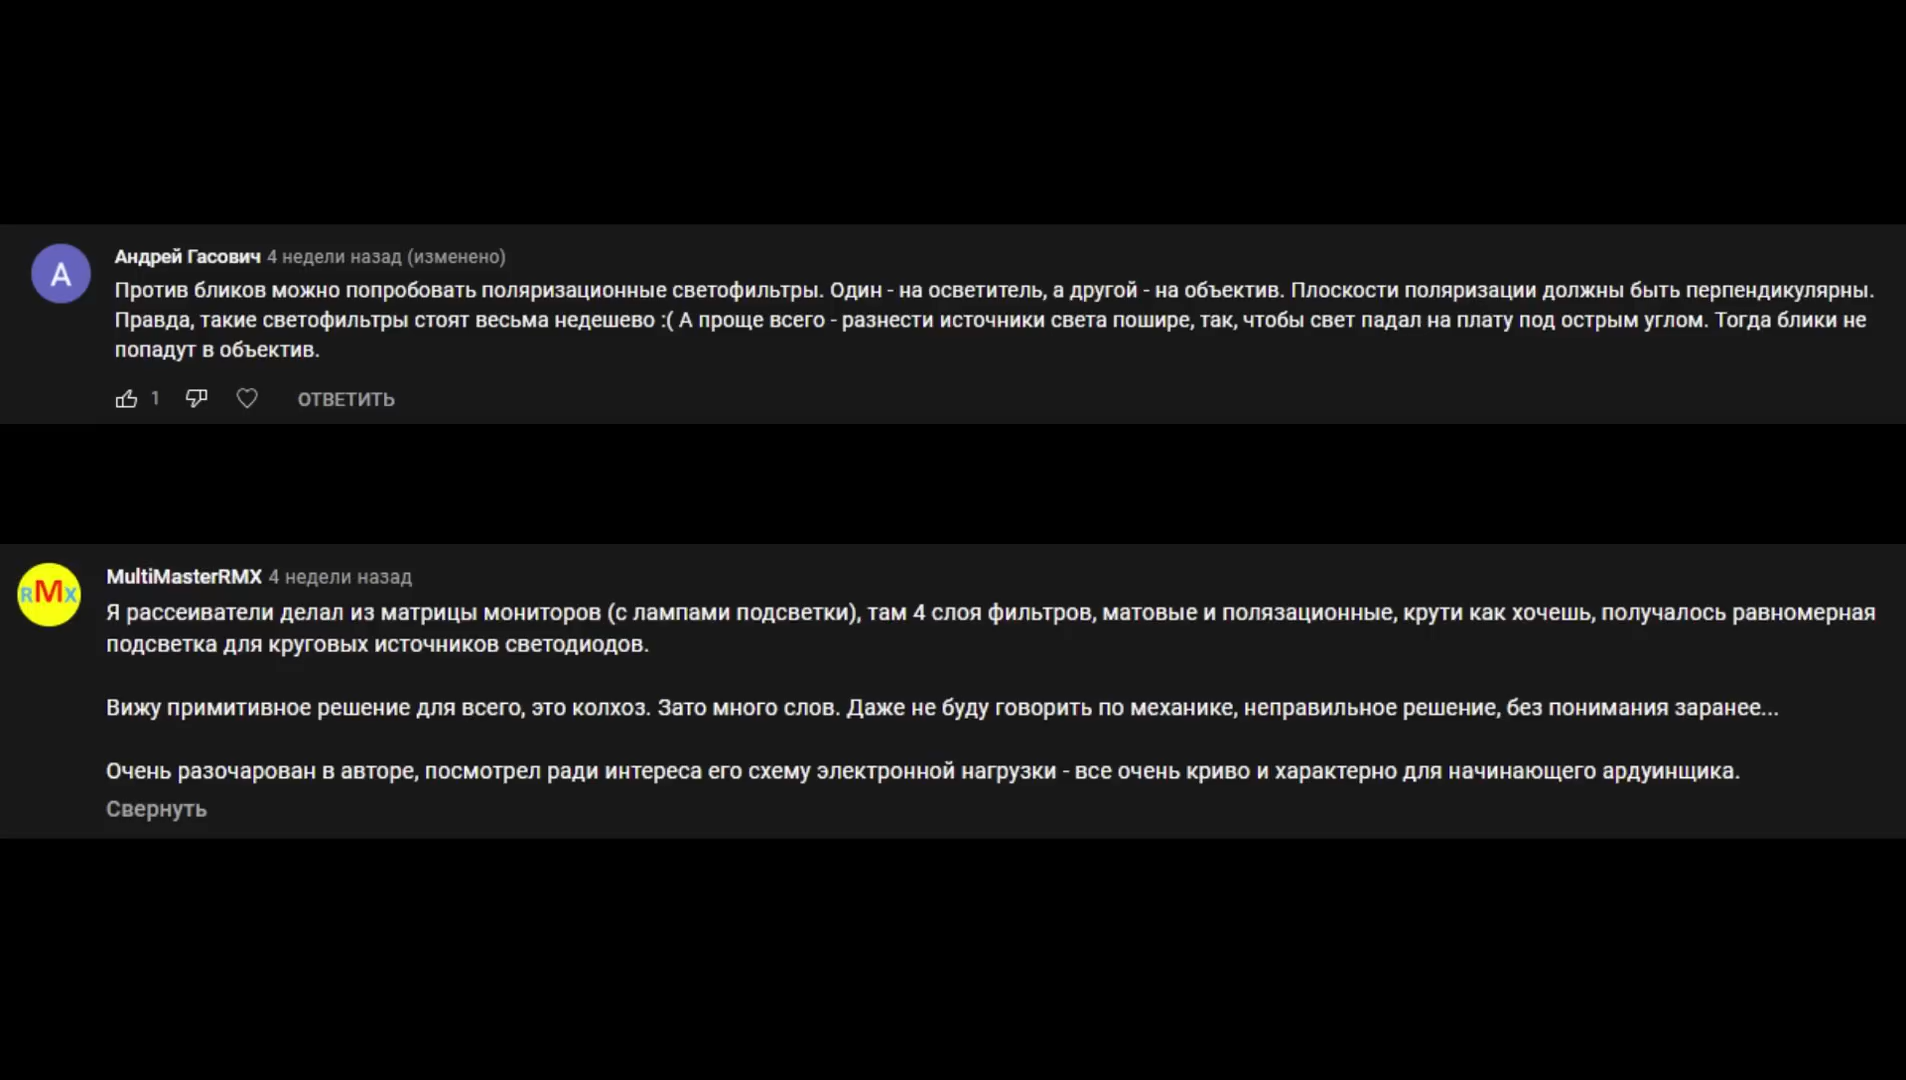 A
Андрей Гасович 4 недели назад (изменено)
Против бликов можно попробовать поляризационные светофильтры. Один - на осветитель, а другой - на объектив. Плоскости поляризации должны быть перпендикулярны.
Правда, такие светофильтры стоят весьма недешево :( А проще всего - разнести источники света пошире, так, чтобы свет падал на плату под острым углом. Тогда блики не
попадут в объектив.
1 ОТВЕТИТЬ
RMX
MultiMasterRMX 4 недели назад
Я рассеиватели делал из матрицы мониторов (с лампами подсветки), там 4 слоя фильтров, матовые и полязационные, крути как хочешь, получалось равномерная
подсветка для круговых источников светодиодов.
Вижу примитивное решение для всего, это колхоз. Зато много слов. Даже не буду говорить по механике, неправильное решение, без понимания заранее...
Очень разочарован в авторе, посмотрел ради интереса его схему электронной нагрузки - все очень криво и характерно для начинающего ардуинщика.
Свернуть